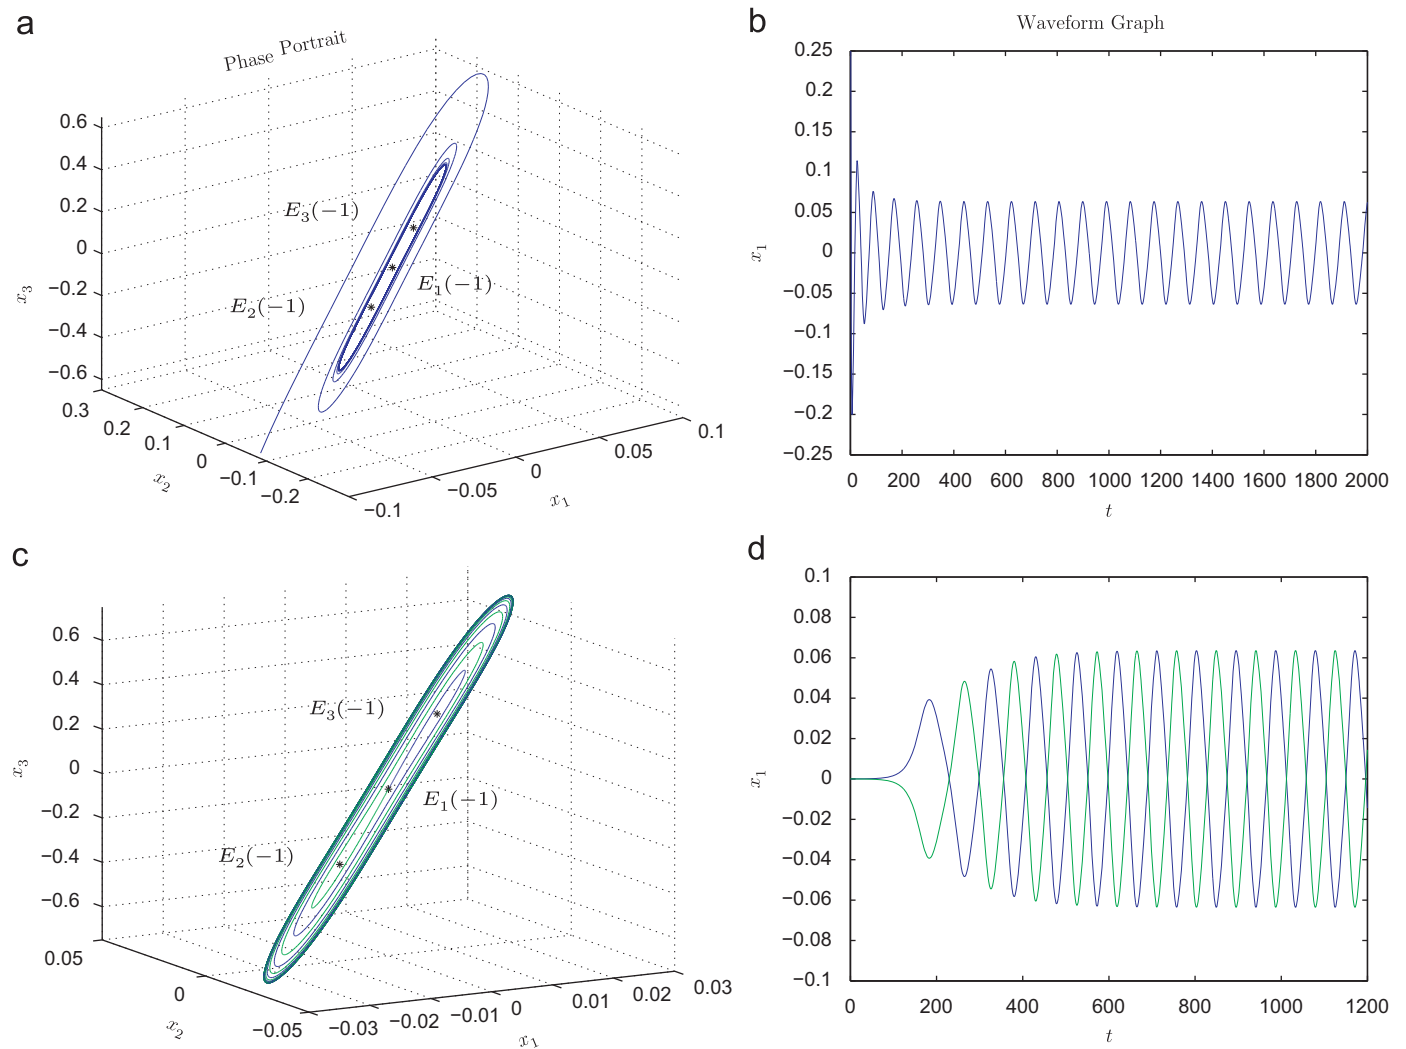 a
Phase Portrait
0.6
0.4
0.2
0
−0.2
−0.4
−0.6
x3
E3(−1)
E1(−1)
E2(−1)
0.3
0.2
0.1
0
−0.1
−0.2
x2
−0.1
−0.05
0
0.05
0.1
x1
b
Waveform Graph
0.25
0.2
0.15
0.1
0.05
0
−0.05
−0.1
−0.15
−0.2
−0.25
x1
0 200 400 600 800 1000 1200 1400 1600 1800 2000
t
c
0.6
0.4
0.2
0
−0.2
−0.4
−0.6
x3
E3(−1)
E1(−1)
E2(−1)
0.05
0
−0.05
x2
−0.03 −0.02 −0.01 0 0.01 0.02 0.03
x1
d
0.1
0.08
0.06
0.04
0.02
0
−0.02
−0.04
−0.06
−0.08
−0.1
x1
0 200 400 600 800 1000 1200
t